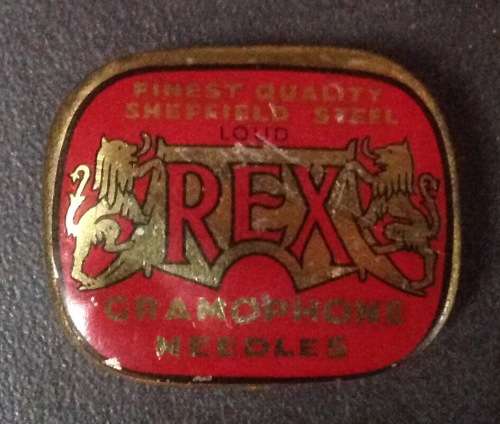 FINEST QUALITY
SHEFFIELD STEEL
LOUD
REX
GRAMOPHONE
NEEDLES